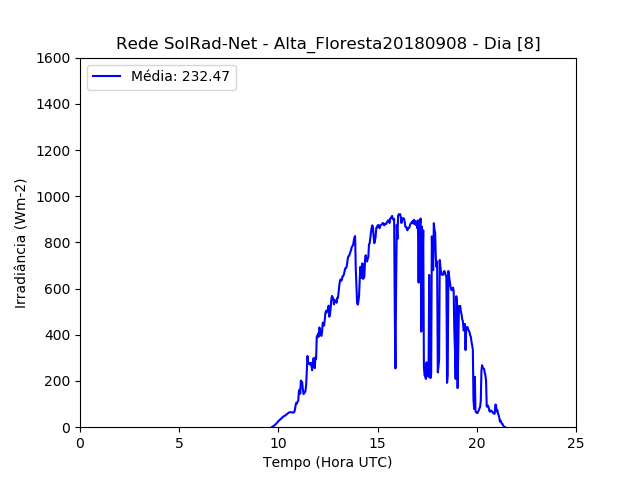 Rede SolRad-Net - Alta_Floresta20180908 - Dia [8]
Média: 232.47
Irradiância (Wm-2)
1600
1400
1200
1000
800
600
400
200
0
0 5 10 15 20 25
Tempo (Hora UTC)